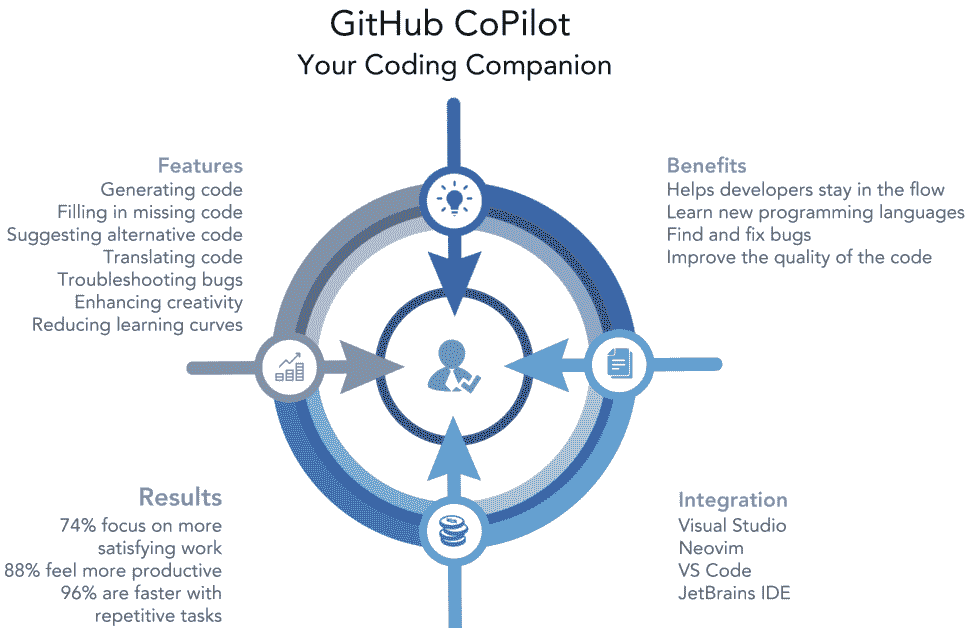 GitHub CoPilot
Your Coding Companion
Features
Generating code
Filling in missing code
Suggesting alternative code
Translating code
Troubleshooting bugs
Enhancing creativity
Reducing learning curves
Benefits
Helps developers stay in the flow
Learn new programming languages
Find and fix bugs
Improve the quality of the code
Results
74% focus on more
satisfying work
88% feel more productive
96% are faster with
repetitive tasks
Integration
Visual Studio
Neovim
VS Code
JetBrains IDE